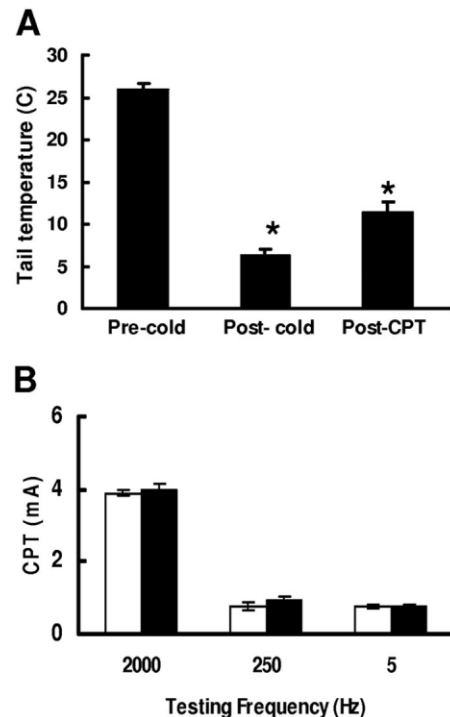 A
Tail temperature (C)
30
25
20
15
10
5
0
*
*
Pre-cold Post- cold Post-CPT
B
CPT (mA)
6
4
2
0
2000 250 5
Testing Frequency (Hz)